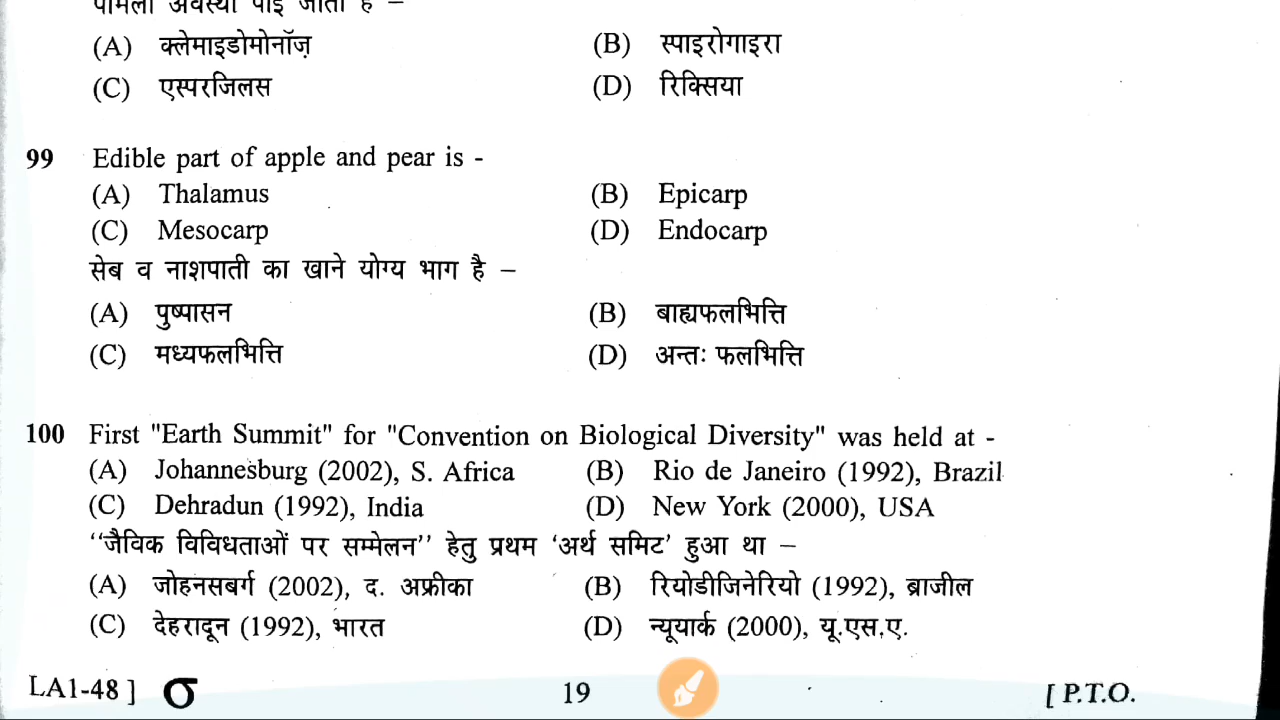 पामेला अवस्था पाई जाती है –
(A) क्लेमाइडोमोनॉज़ (B) स्पाइरोगाइरा
(C) एस्परजिलस (D) रिक्सिया
99 Edible part of apple and pear is -
(A) Thalamus (B) Epicarp
(C) Mesocarp (D) Endocarp
सेब व नाशपाती का खाने योग्य भाग है –
(A) पुष्पासन (B) बाह्यफलभित्ति
(C) मध्यफलभित्ति (D) अन्तः फलभित्ति
100 First "Earth Summit" for "Convention on Biological Diversity" was held at -
(A) Johannesburg (2002), S. Africa (B) Rio de Janeiro (1992), Brazil
(C) Dehradun (1992), India (D) New York (2000), USA
‘‘जैविक विविधताओं पर सम्मेलन’’ हेतु प्रथम ‘अर्थ समिट’ हुआ था –
(A) जोहनसबर्ग (2002), द. अफ्रीका (B) रियोडीजिनेरियो (1992), ब्राजील
(C) देहरादून (1992), भारत (D) न्यूयार्क (2000), यू.एस.ए.
LA1-48 ] σ 19 [ P.T.O.